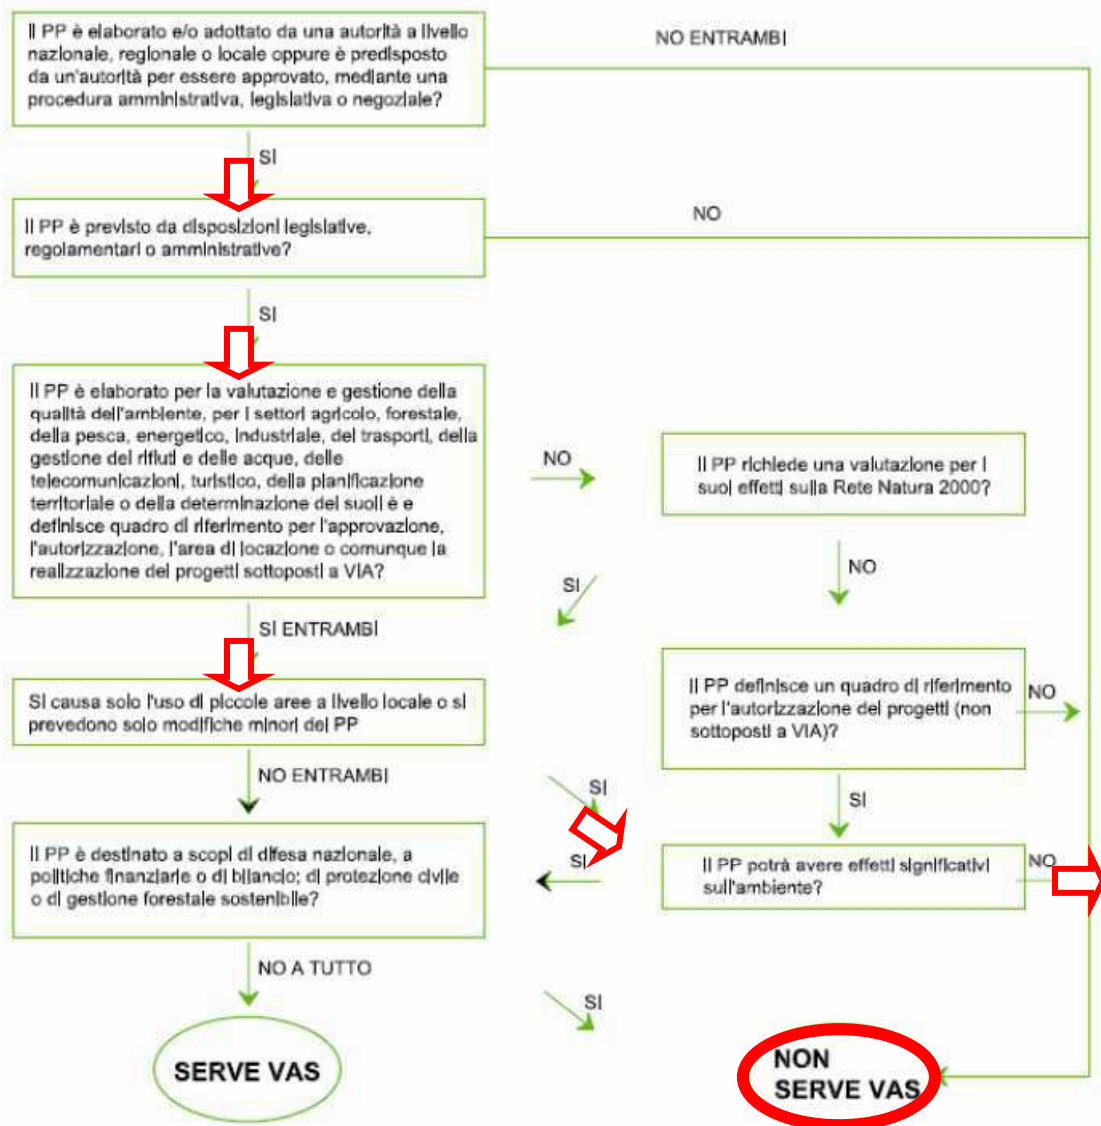 Il PP è elaborato e/o adottato da una autorità a livello
nazionale, regionale o locale oppure è predisposto
da un'autorità per essere approvato, mediante una
procedura amministrativa, legislativa o negoziale?
NO ENTRAMBI
SI
Il PP è previsto da disposizioni legislative,
regolamentari o amministrative?
NO
SI
Il PP è elaborato per la valutazione e gestione della
qualità dell'ambiente, per i settori agricolo, forestale,
della pesca, energetico, industriale, dei trasporti, della
gestione dei rifiuti e delle acque, delle
telecomunicazioni, turistico, della pianificazione
territoriale o della determinazione dei suoli è e
definisce quadro di riferimento per l'approvazione,
l'autorizzazione, l'area di locazione o comunque la
realizzazione dei progetti sottoposti a VIA?
NO
Il PP richiede una valutazione per i
suoi effetti sulla Rete Natura 2000?
SI
NO
SI ENTRAMBI
Si causa solo l'uso di piccole aree a livello locale o si
prevedono solo modifiche minori del PP
Il PP definisce un quadro di riferimento
per l'autorizzazione dei progetti (non
sottoposti a VIA)?
NO
NO ENTRAMBI
SI
SI
Il PP è destinato a scopi di difesa nazionale, a
politiche finanziarie o di bilancio; di protezione civile
o di gestione forestale sostenibile?
SI
Il PP potrà avere effetti significativi
sull'ambiente?
NO
NO A TUTTO
SI
SERVE VAS
NON
SERVE VAS